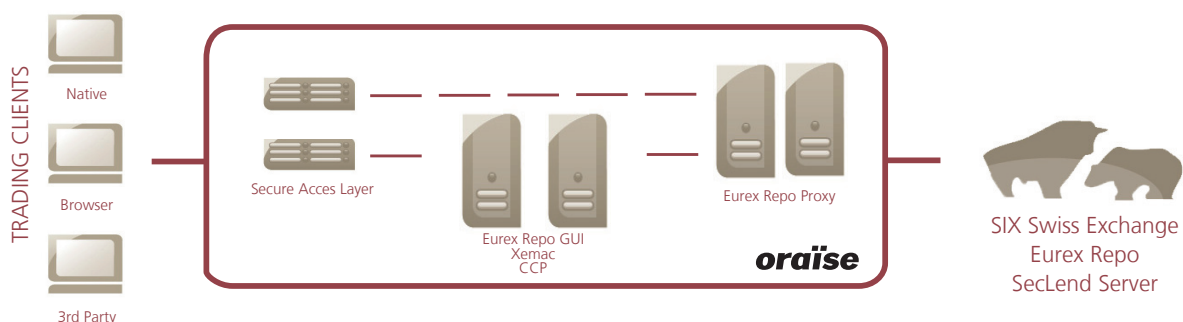 TRADING CLIENTS
Native
Browser
3rd Party
Secure Acces Layer
Eurex Repo GUI
Xemac
CCP
Eurex Repo Proxy
oraïse
SIX Swiss Exchange
Eurex Repo
SecLend Server